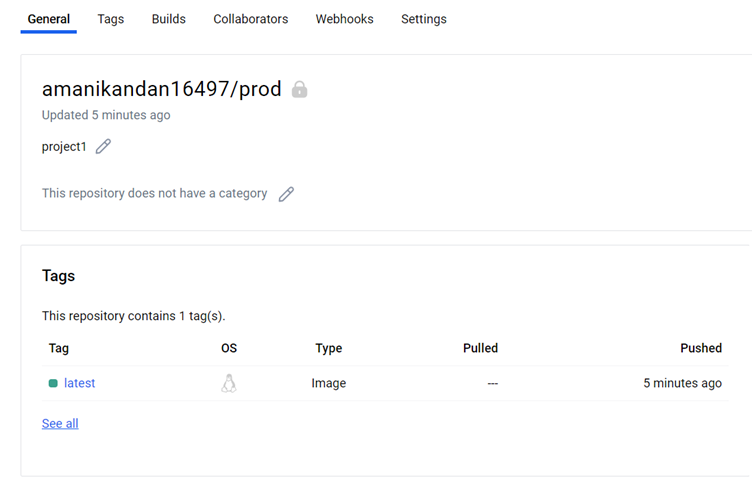 General Tags Builds Collaborators Webhooks Settings
amanikandan16497/prod
Updated 5 minutes ago
project1
This repository does not have a category
Tags
This repository contains 1 tag(s).
Tag OS Type Pulled Pushed
latest Image --- 5 minutes ago
See all